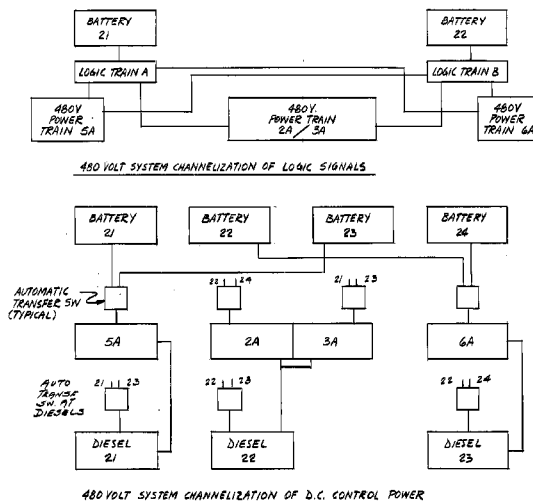 BATTERY
21
BATTERY
22
LOGIC TRAIN A
LOGIC TRAIN B
480V
POWER
TRAIN 5A
480V.
POWER TRAIN
2A/3A
480V
POWER
TRAIN 6A
480 VOLT SYSTEM CHANNELIZATION OF LOGIC SIGNALS
BATTERY
21
BATTERY
22
BATTERY
23
BATTERY
24
AUTOMATIC
TRANSFER SW
(TYPICAL)
22 24
21 23
5A
2A
3A
6A
AUTO
TRANSF
SW. AT
DIESELS
21 23
22 23
22 24
DIESEL
21
DIESEL
22
DIESEL
23
480 VOLT SYSTEM CHANNELIZATION OF D.C. CONTROL POWER